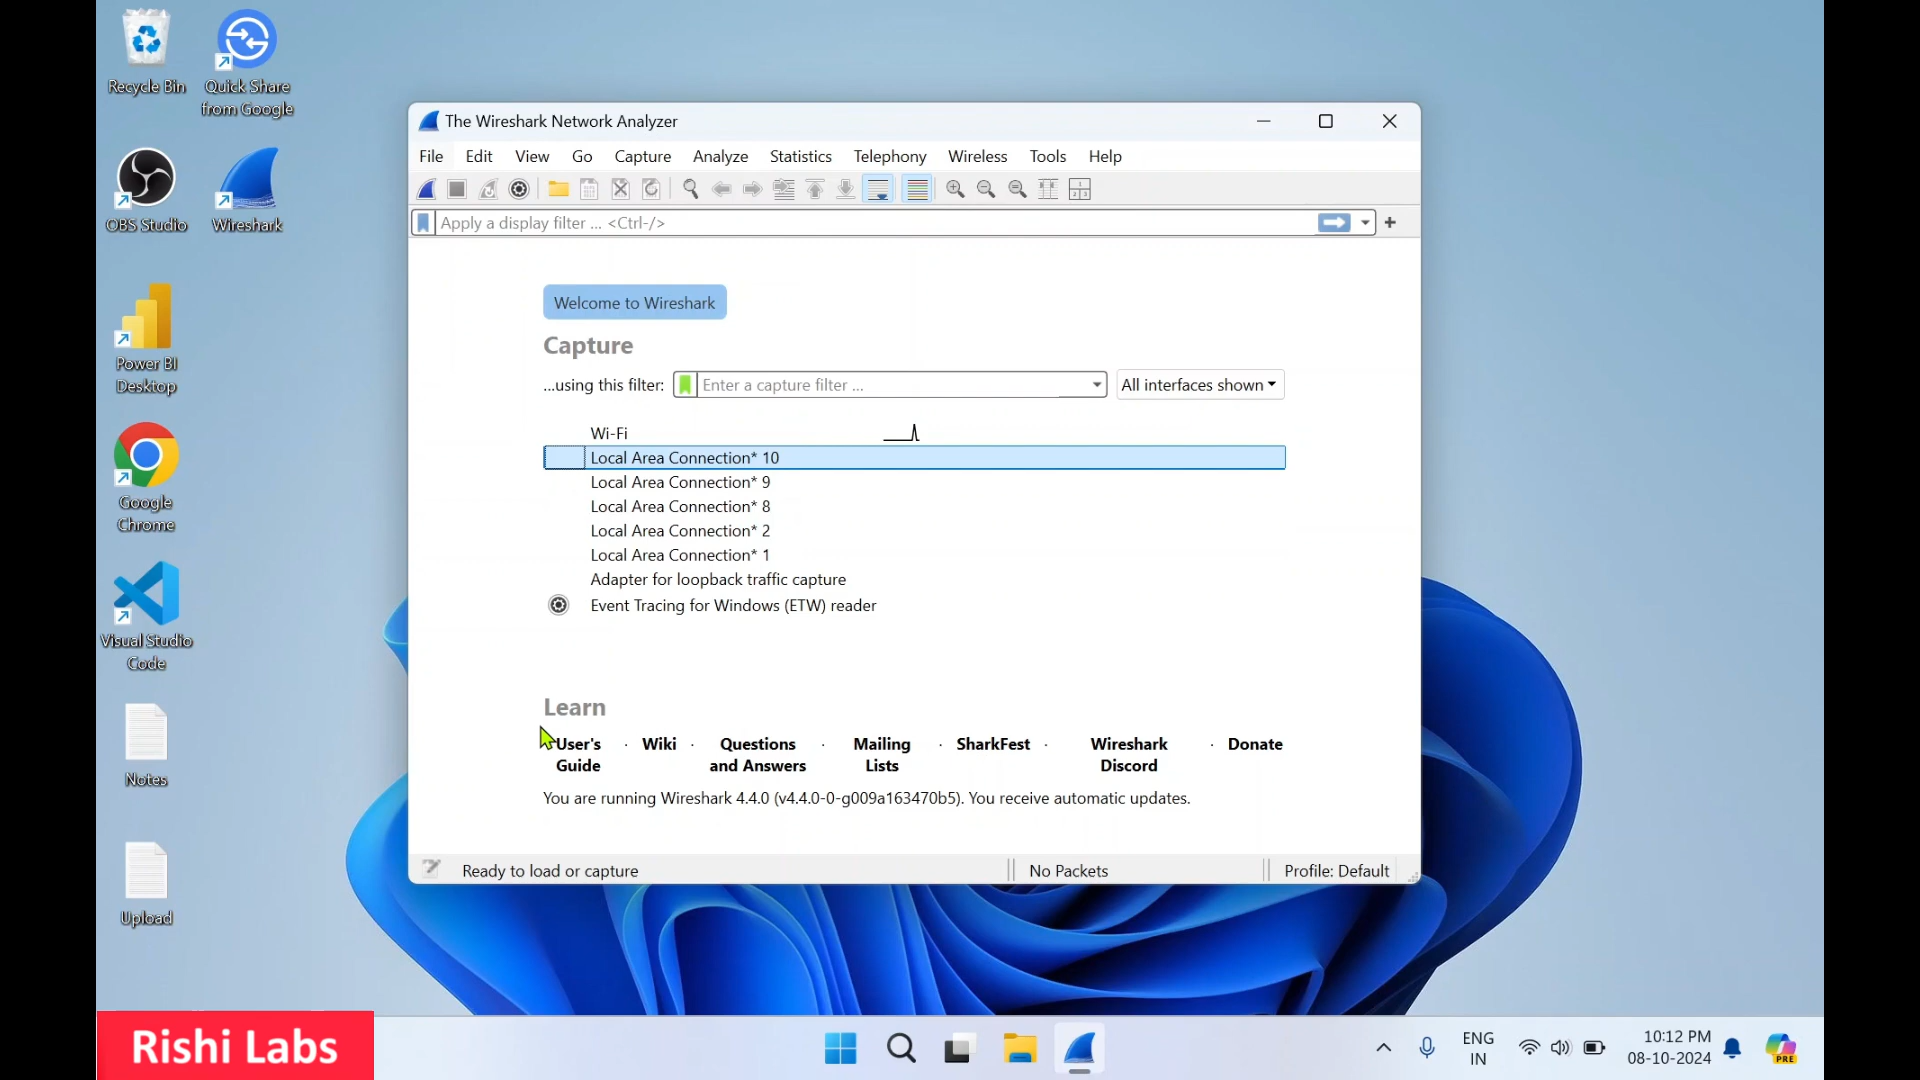 Recycle Bin
Quick Share
from Google
OBS Studio
Wireshark
Power BI
Desktop
Google
Chrome
Visual Studio
Code
Notes
Upload
The Wireshark Network Analyzer
File Edit View Go Capture Analyze Statistics Telephony Wireless Tools Help
Apply a display filter ... <Ctrl-/>
Welcome to Wireshark
Capture
...using this filter: Enter a capture filter ... All interfaces shown
Wi-Fi
Local Area Connection* 10
Local Area Connection* 9
Local Area Connection* 8
Local Area Connection* 2
Local Area Connection* 1
Adapter for loopback traffic capture
Event Tracing for Windows (ETW) reader
Learn
User's Guide · Wiki · Questions and Answers · Mailing Lists · SharkFest · Wireshark Discord · Donate
You are running Wireshark 4.4.0 (v4.4.0-0-g009a163470b5). You receive automatic updates.
Ready to load or capture No Packets Profile: Default
Rishi Labs
ENG
IN
10:12 PM
08-10-2024
PRE